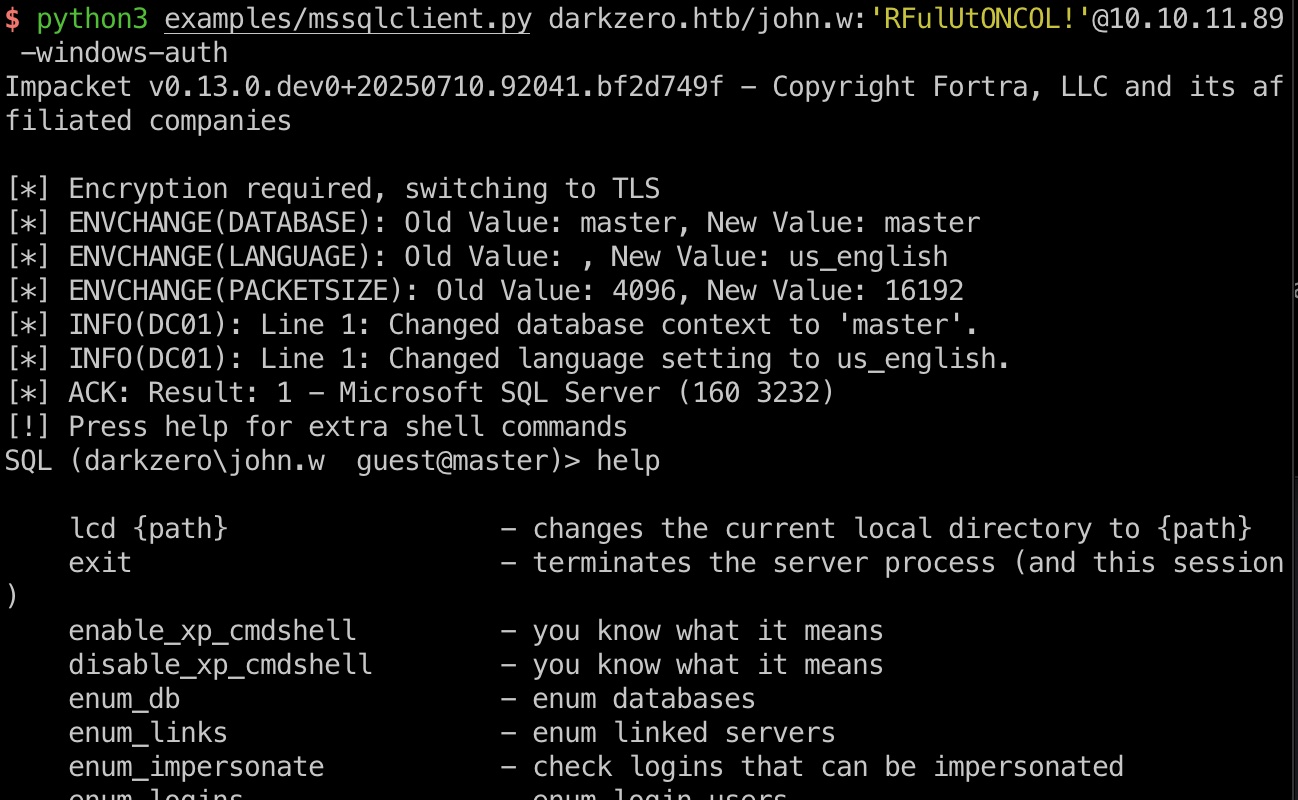 $ python3 examples/mssqlclient.py darkzero.htb/john.w:'RFulUtONCOL!'@10.10.11.89
 -windows-auth
Impacket v0.13.0.dev0+20250710.92041.bf2d749f - Copyright Fortra, LLC and its af
filiated companies

[*] Encryption required, switching to TLS
[*] ENVCHANGE(DATABASE): Old Value: master, New Value: master
[*] ENVCHANGE(LANGUAGE): Old Value: , New Value: us_english
[*] ENVCHANGE(PACKETSIZE): Old Value: 4096, New Value: 16192
[*] INFO(DC01): Line 1: Changed database context to 'master'.
[*] INFO(DC01): Line 1: Changed language setting to us_english.
[*] ACK: Result: 1 - Microsoft SQL Server (160 3232)
[!] Press help for extra shell commands
SQL (darkzero\john.w  guest@master)> help

    lcd {path}                 - changes the current local directory to {path}
    exit                       - terminates the server process (and this session
)
    enable_xp_cmdshell         - you know what it means
    disable_xp_cmdshell        - you know what it means
    enum_db                    - enum databases
    enum_links                 - enum linked servers
    enum_impersonate           - check logins that can be impersonated
    enum_logins                - enum login users